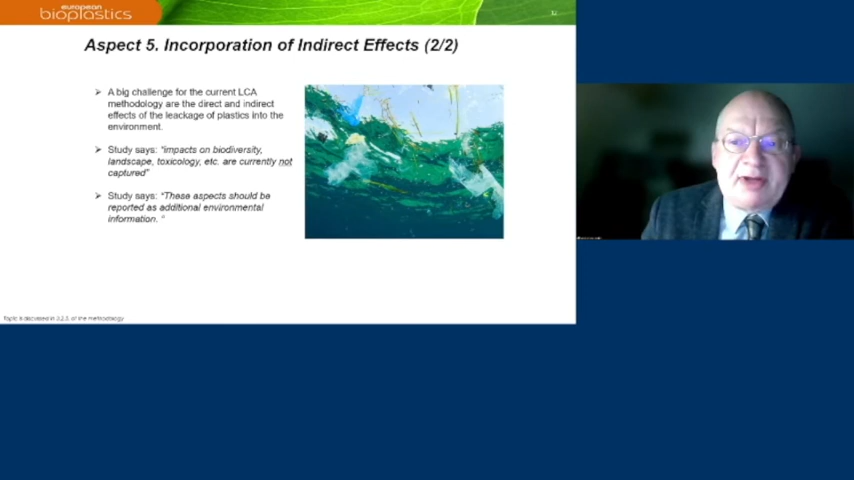 european
bioplastics
12
Aspect 5. Incorporation of Indirect Effects (2/2)
➢ A big challenge for the current LCA
methodology are the direct and indirect
effects of the leackage of plastics into the
environment.
➢ Study says: "impacts on biodiversity,
landscape, toxicology, etc. are currently not
captured"
➢ Study says: "These aspects should be
reported as additional environmental
information. "
Topic is discussed in 3.2.3. of the methodology